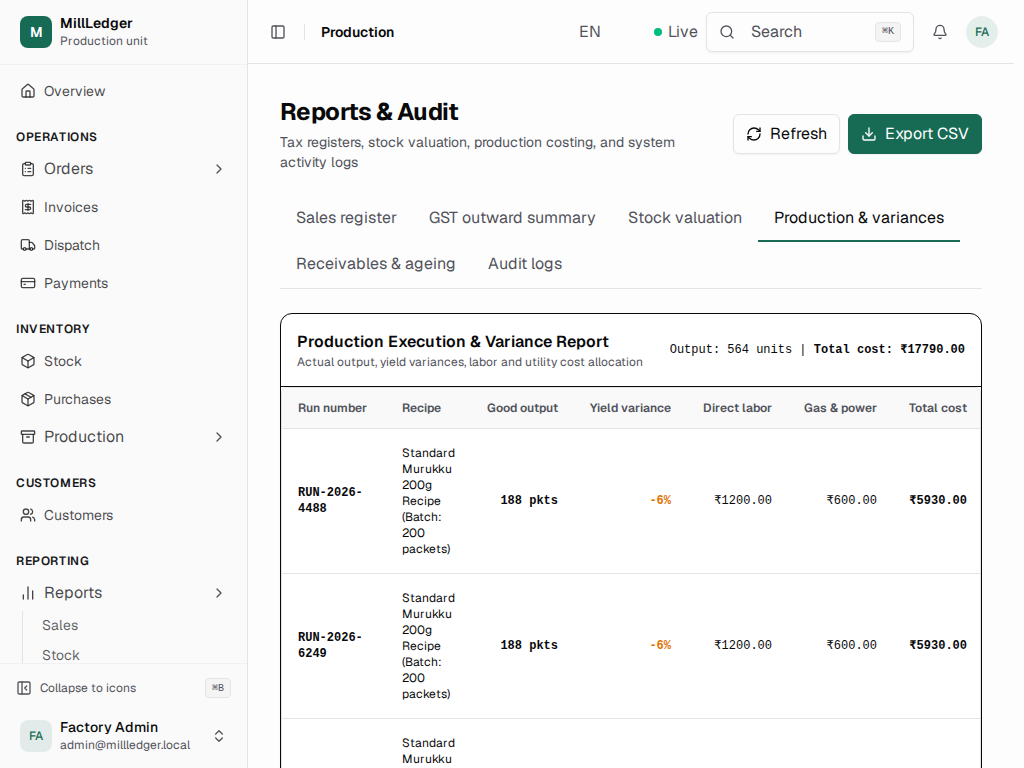 M
MillLedger
Production unit
Overview
OPERATIONS
Orders
Invoices
Dispatch
Payments
INVENTORY
Stock
Purchases
Production
CUSTOMERS
Customers
REPORTING
Reports
Sales
Stock
Collapse to icons
⌘B
FA
Factory Admin
admin@millledger.local
Production
EN
Live
Search
⌘K
FA
Reports & Audit
Tax registers, stock valuation, production costing, and system
activity logs
Refresh
Export CSV
Sales register
GST outward summary
Stock valuation
Production & variances
Receivables & ageing
Audit logs
Production Execution & Variance Report
Actual output, yield variances, labor and utility cost allocation
Output: 564 units | Total cost: ₹17790.00
Run number
Recipe
Good output
Yield variance
Direct labor
Gas & power
Total cost
RUN-2026-
4488
Standard
Murukku
200g
Recipe
(Batch:
200
packets)
188 pkts
-6%
₹1200.00
₹600.00
₹5930.00
RUN-2026-
6249
Standard
Murukku
200g
Recipe
(Batch:
200
packets)
188 pkts
-6%
₹1200.00
₹600.00
₹5930.00
Standard
Murukku